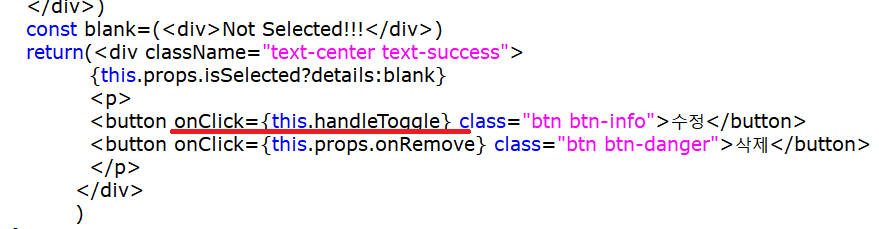 </div>)
const blank=(<div>Not Selected!!!</div>)
return(<div className="text-center text-success">
{this.props.isSelected?details:blank}
<p>
<button onClick={this.handleToggle} class="btn btn-info">수정</button>
<button onClick={this.props.onRemove} class="btn btn-danger">삭제</button>
</p>
</div>
)